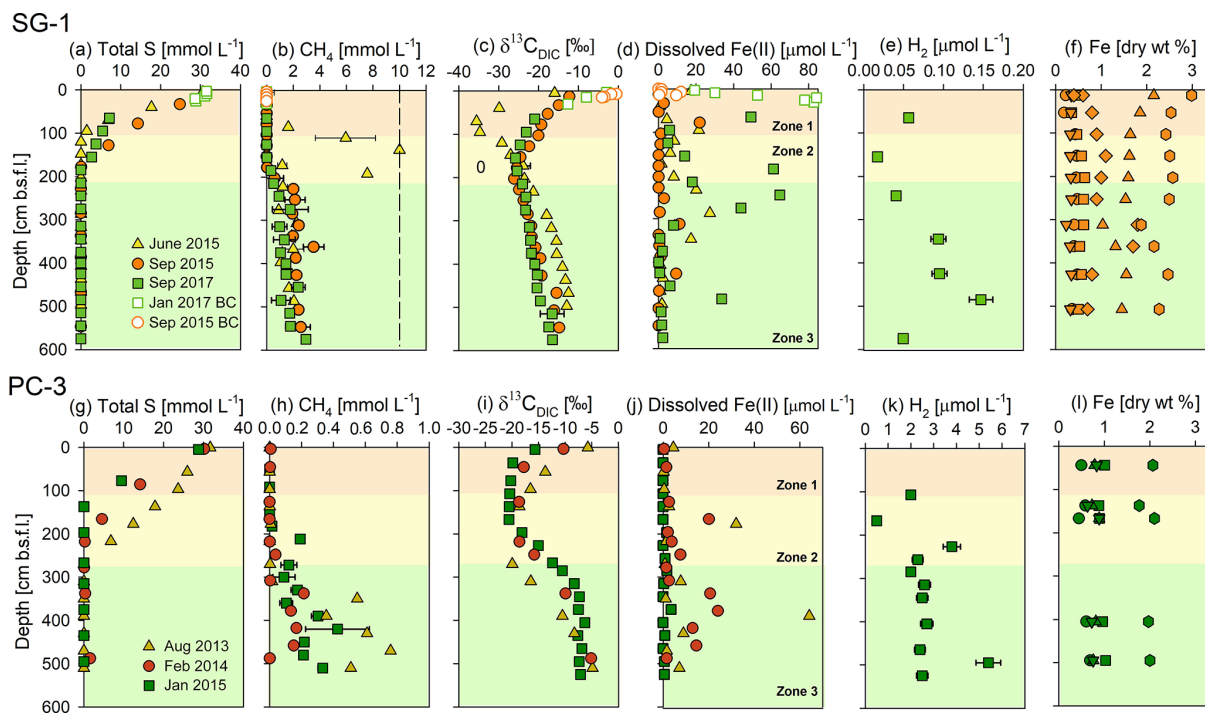 SG-1
(a) Total S [mmol L⁻¹] (b) CH₄ [mmol L⁻¹] (c) δ¹³C_DIC [‰] (d) Dissolved Fe(II) [μmol L⁻¹] (e) H₂ [μmol L⁻¹] (f) Fe [dry wt %]
0 10 20 30 40 0 2 4 6 8 10 12 -40 -30 -20 -10 0 0 20 40 60 80 0.00 0.05 0.10 0.15 0.20 0 1 2 3
Depth [cm b.s.f.l.]
0
100
200
300
400
500
600
Zone 1
Zone 2
0
June 2015
Sep 2015
Sep 2017
Jan 2017 BC
Sep 2015 BC
Zone 3
PC-3
(g) Total S [mmol L⁻¹] (h) CH₄ [mmol L⁻¹] (i) δ¹³C_DIC [‰] (j) Dissolved Fe(II) [μmol L⁻¹] (k) H₂ [μmol L⁻¹] (l) Fe [dry wt %]
0 10 20 30 40 0.0 0.2 0.4 0.6 0.8 1.0 -30 -25 -20 -15 -10 -5 0 0 20 40 60 0 1 2 3 4 5 6 7 0 1 2 3
Depth [cm b.s.f.l.]
0
100
200
300
400
500
600
Zone 1
Zone 2
Aug 2013
Feb 2014
Jan 2015
Zone 3